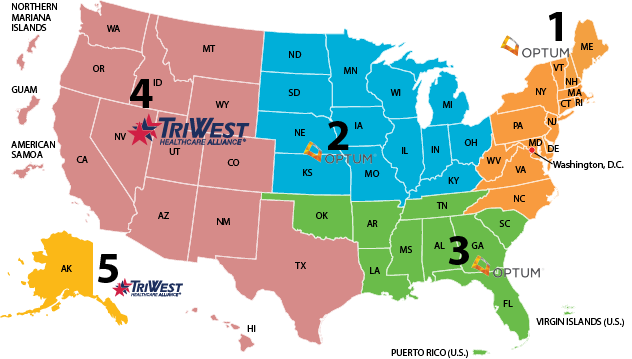 NORTHERN
MARIANA
ISLANDS
GUAM
AMERICAN
SAMOA
WA
OR
ID
MT
WY
4
NV
TRIWEST
HEALTHCARE ALLIANCE
CA
UT
CO
AZ
NM
TX
HI
AK
5
TRIWEST
HEALTHCARE ALLIANCE
ND
MN
SD
WI
MI
NE
IA
2
OPTUM
IL
IN
OH
KS
MO
KY
1
OPTUM
ME
VT
NH
NY
MA
CT
RI
PA
NJ
MD
DE
WV
VA
Washington, D.C.
NC
TN
OK
AR
SC
MS
AL
GA
3
OPTUM
LA
FL
VIRGIN ISLANDS (U.S.)
PUERTO RICO (U.S.)